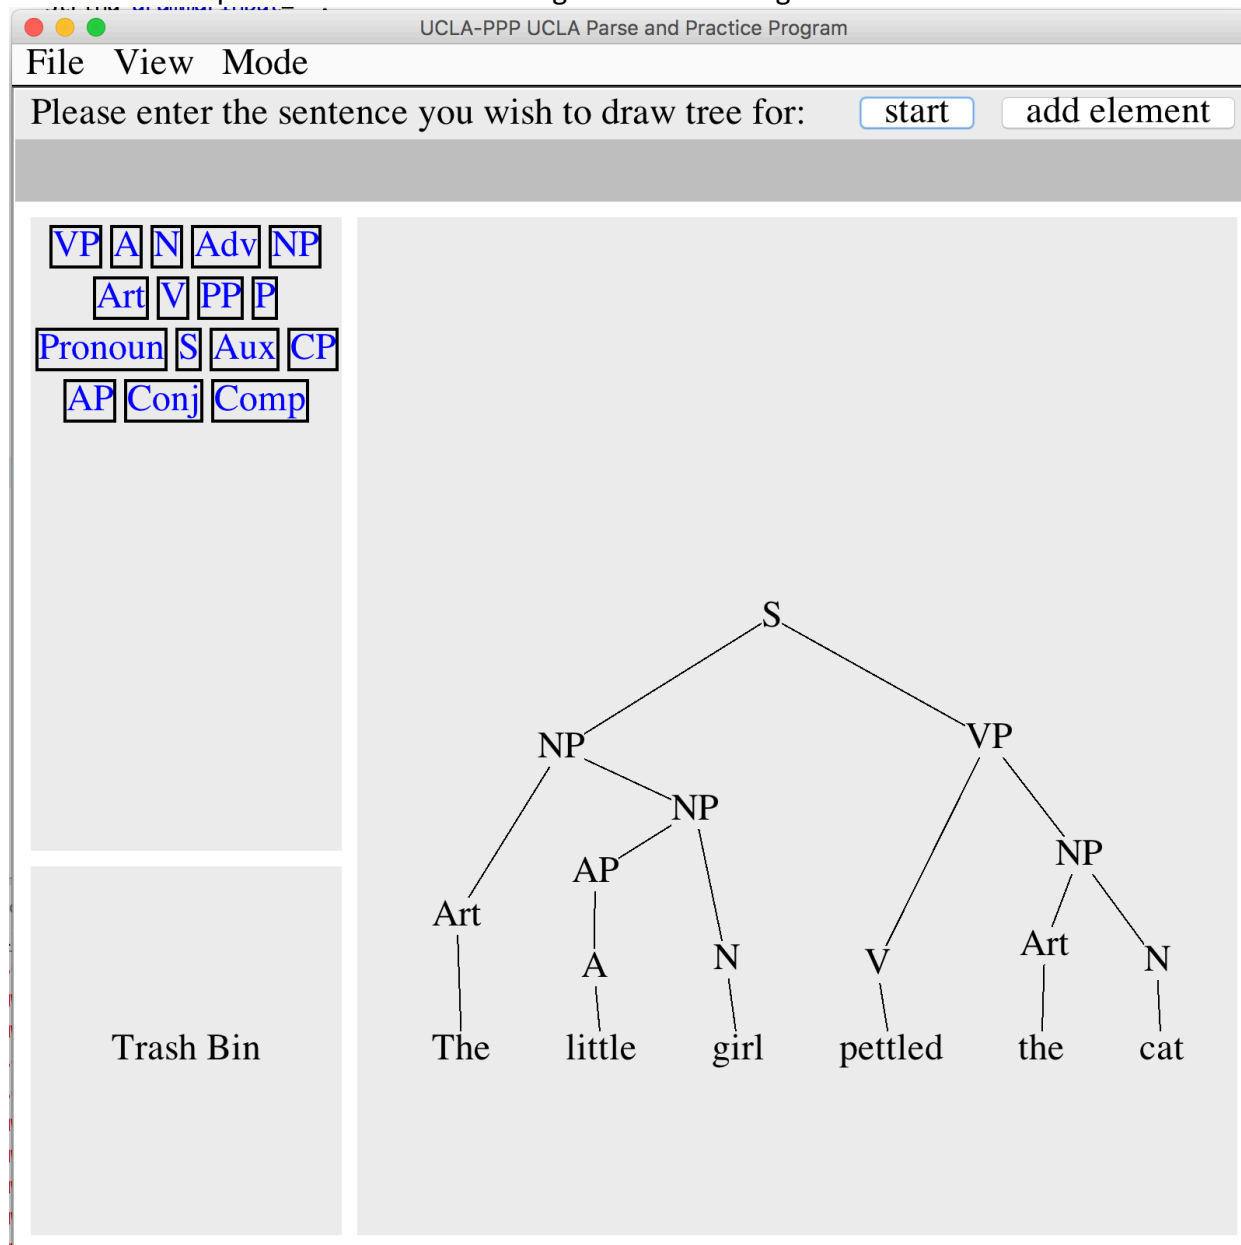 UCLA-PPP UCLA Parse and Practice Program
File View Mode
Please enter the sentence you wish to draw tree for: start add element
VP A N Adv NP
Art V PP P
Pronoun S Aux CP
AP Conj Comp
S
NP VP
NP
NP
AP
Art
Art
A N V N
Trash Bin
The little girl pettled the cat